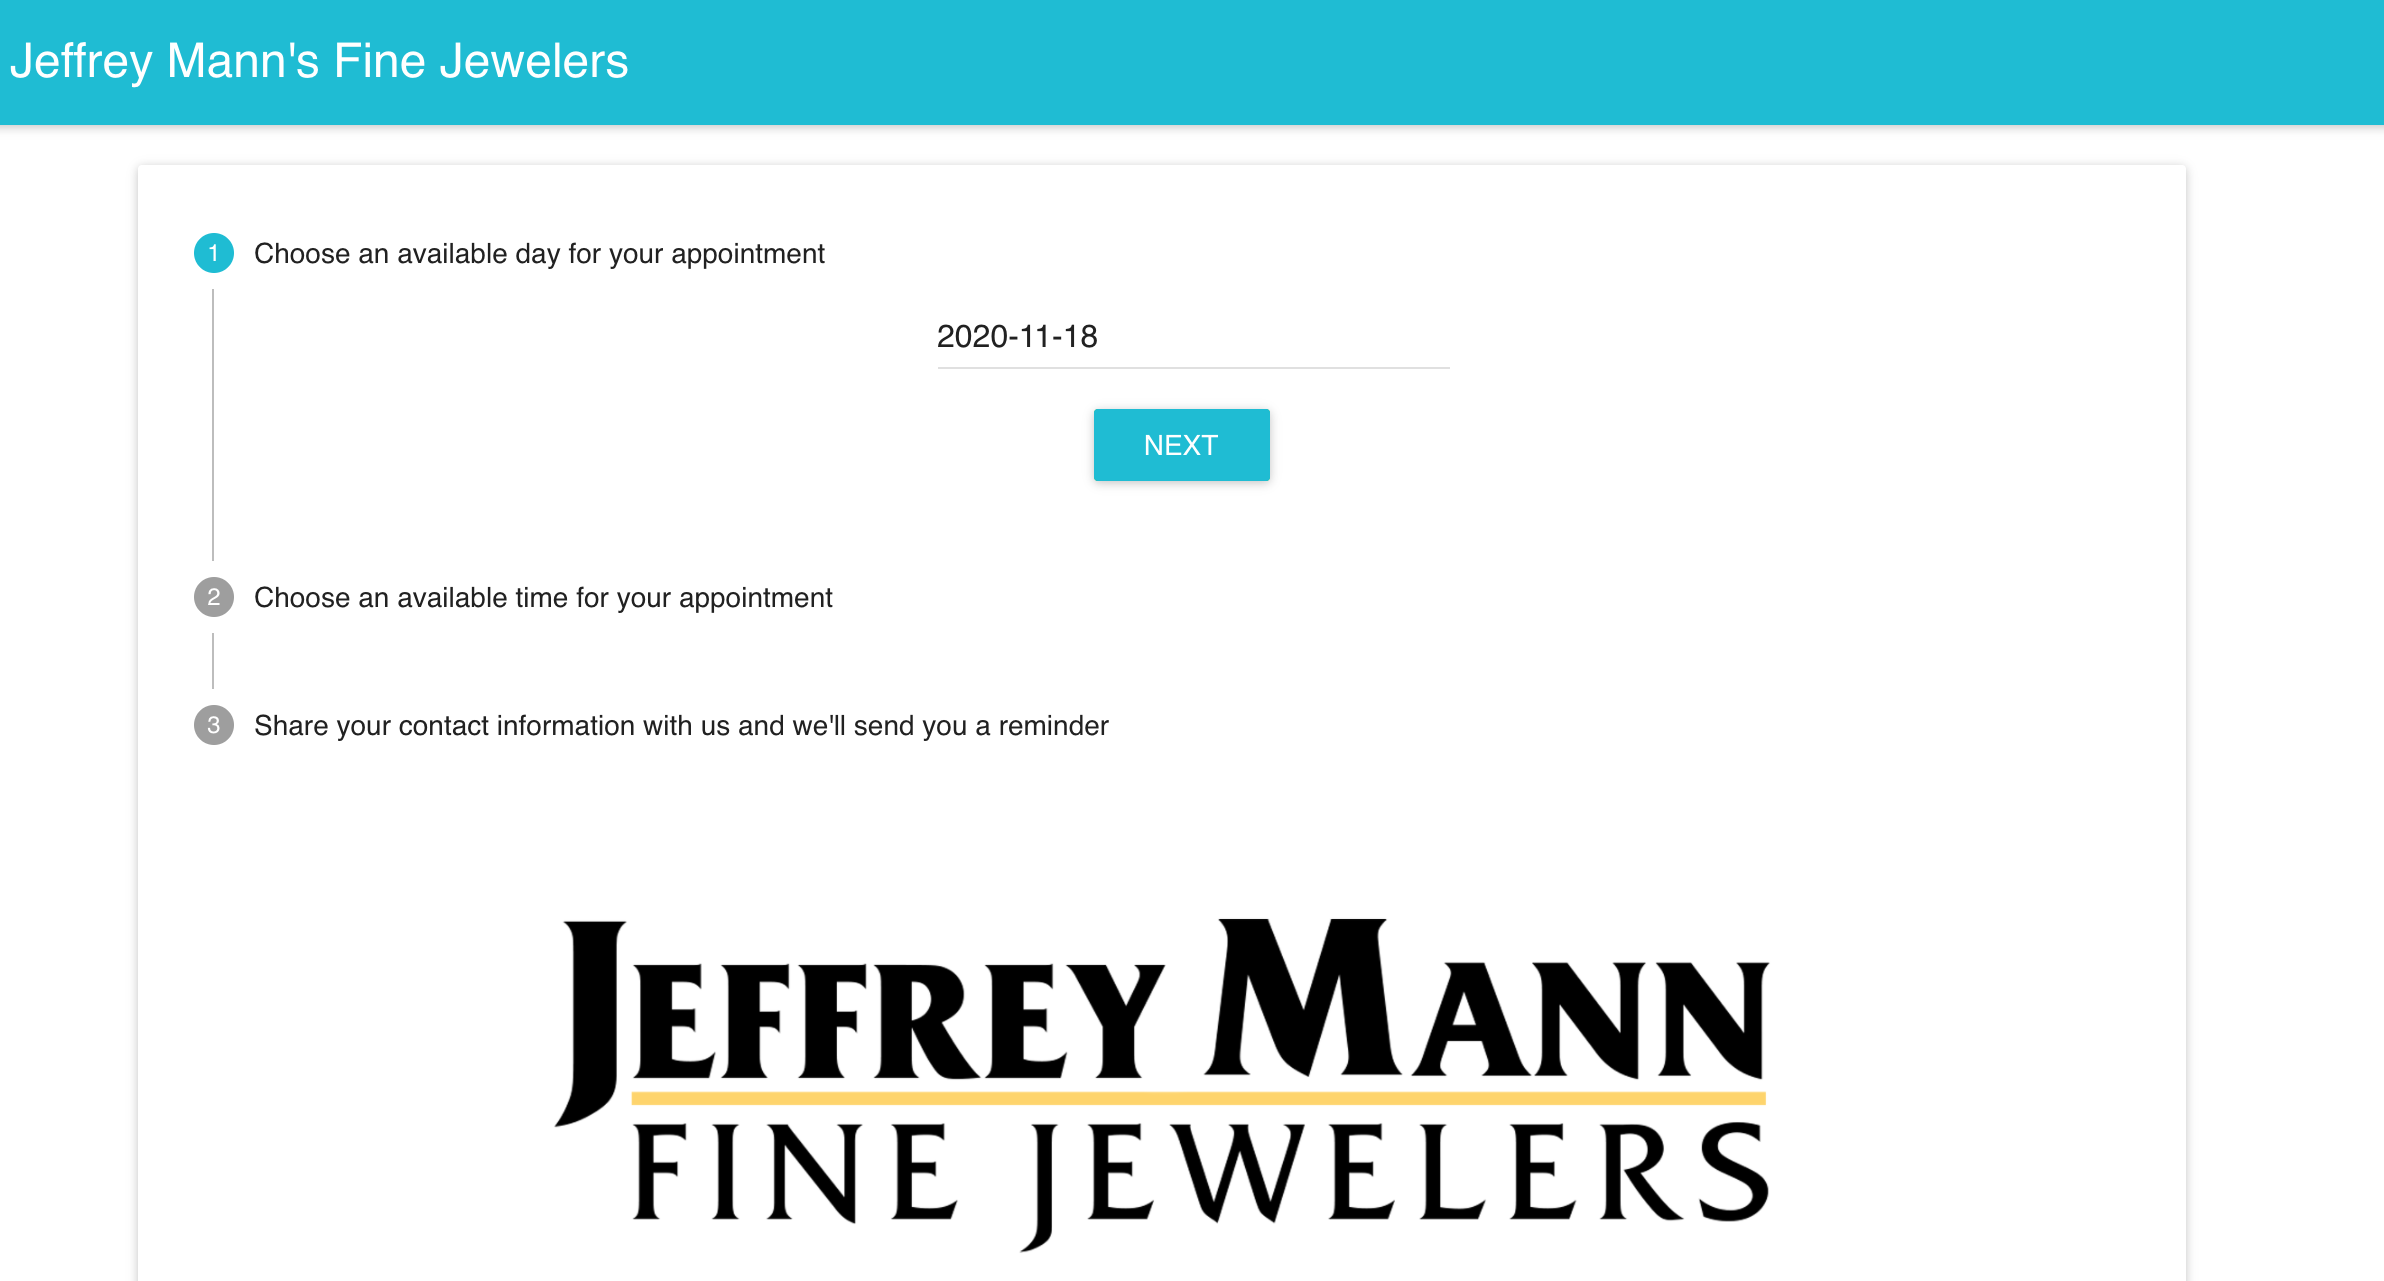 Jeffrey Mann's Fine Jewelers
1 Choose an available day for your appointment
2020-11-18
NEXT
2 Choose an available time for your appointment
3 Share your contact information with us and we'll send you a reminder
JEFFREY MANN
FINE JEWELERS